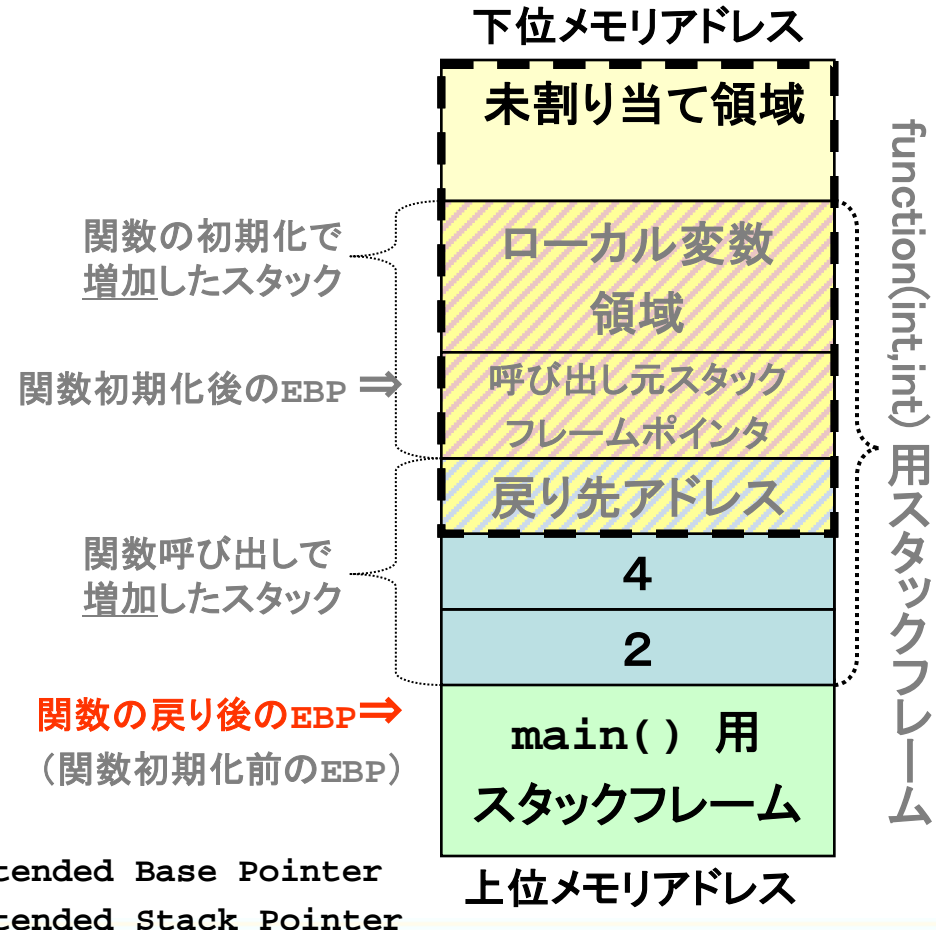 下位メモリアドレス
未割り当て領域
関数の初期化で
増加したスタック
ローカル変数
領域
関数初期化後のEBP ⇒
呼び出し元スタック
フレームポインタ
戻り先アドレス
関数呼び出しで
増加したスタック
4
2
関数の戻り後のEBP⇒
（関数初期化前のEBP）
main() 用
スタックフレーム
function(int,int) 用スタックフレーム
上位メモリアドレス
tended Base Pointer
tended Stack Pointer